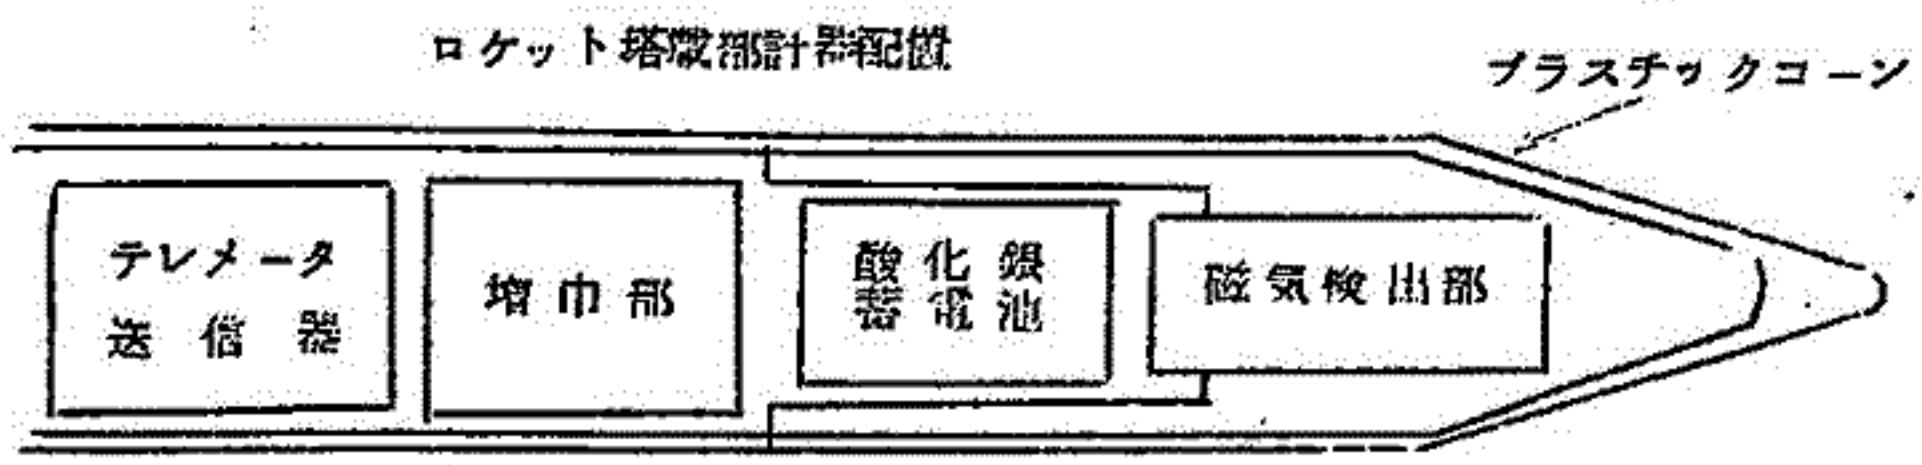 ロケット塔載部計器配置
プラスチックコーン
テレメータ
送信器
増巾部
酸化銀
蓄電池
磁気検出部